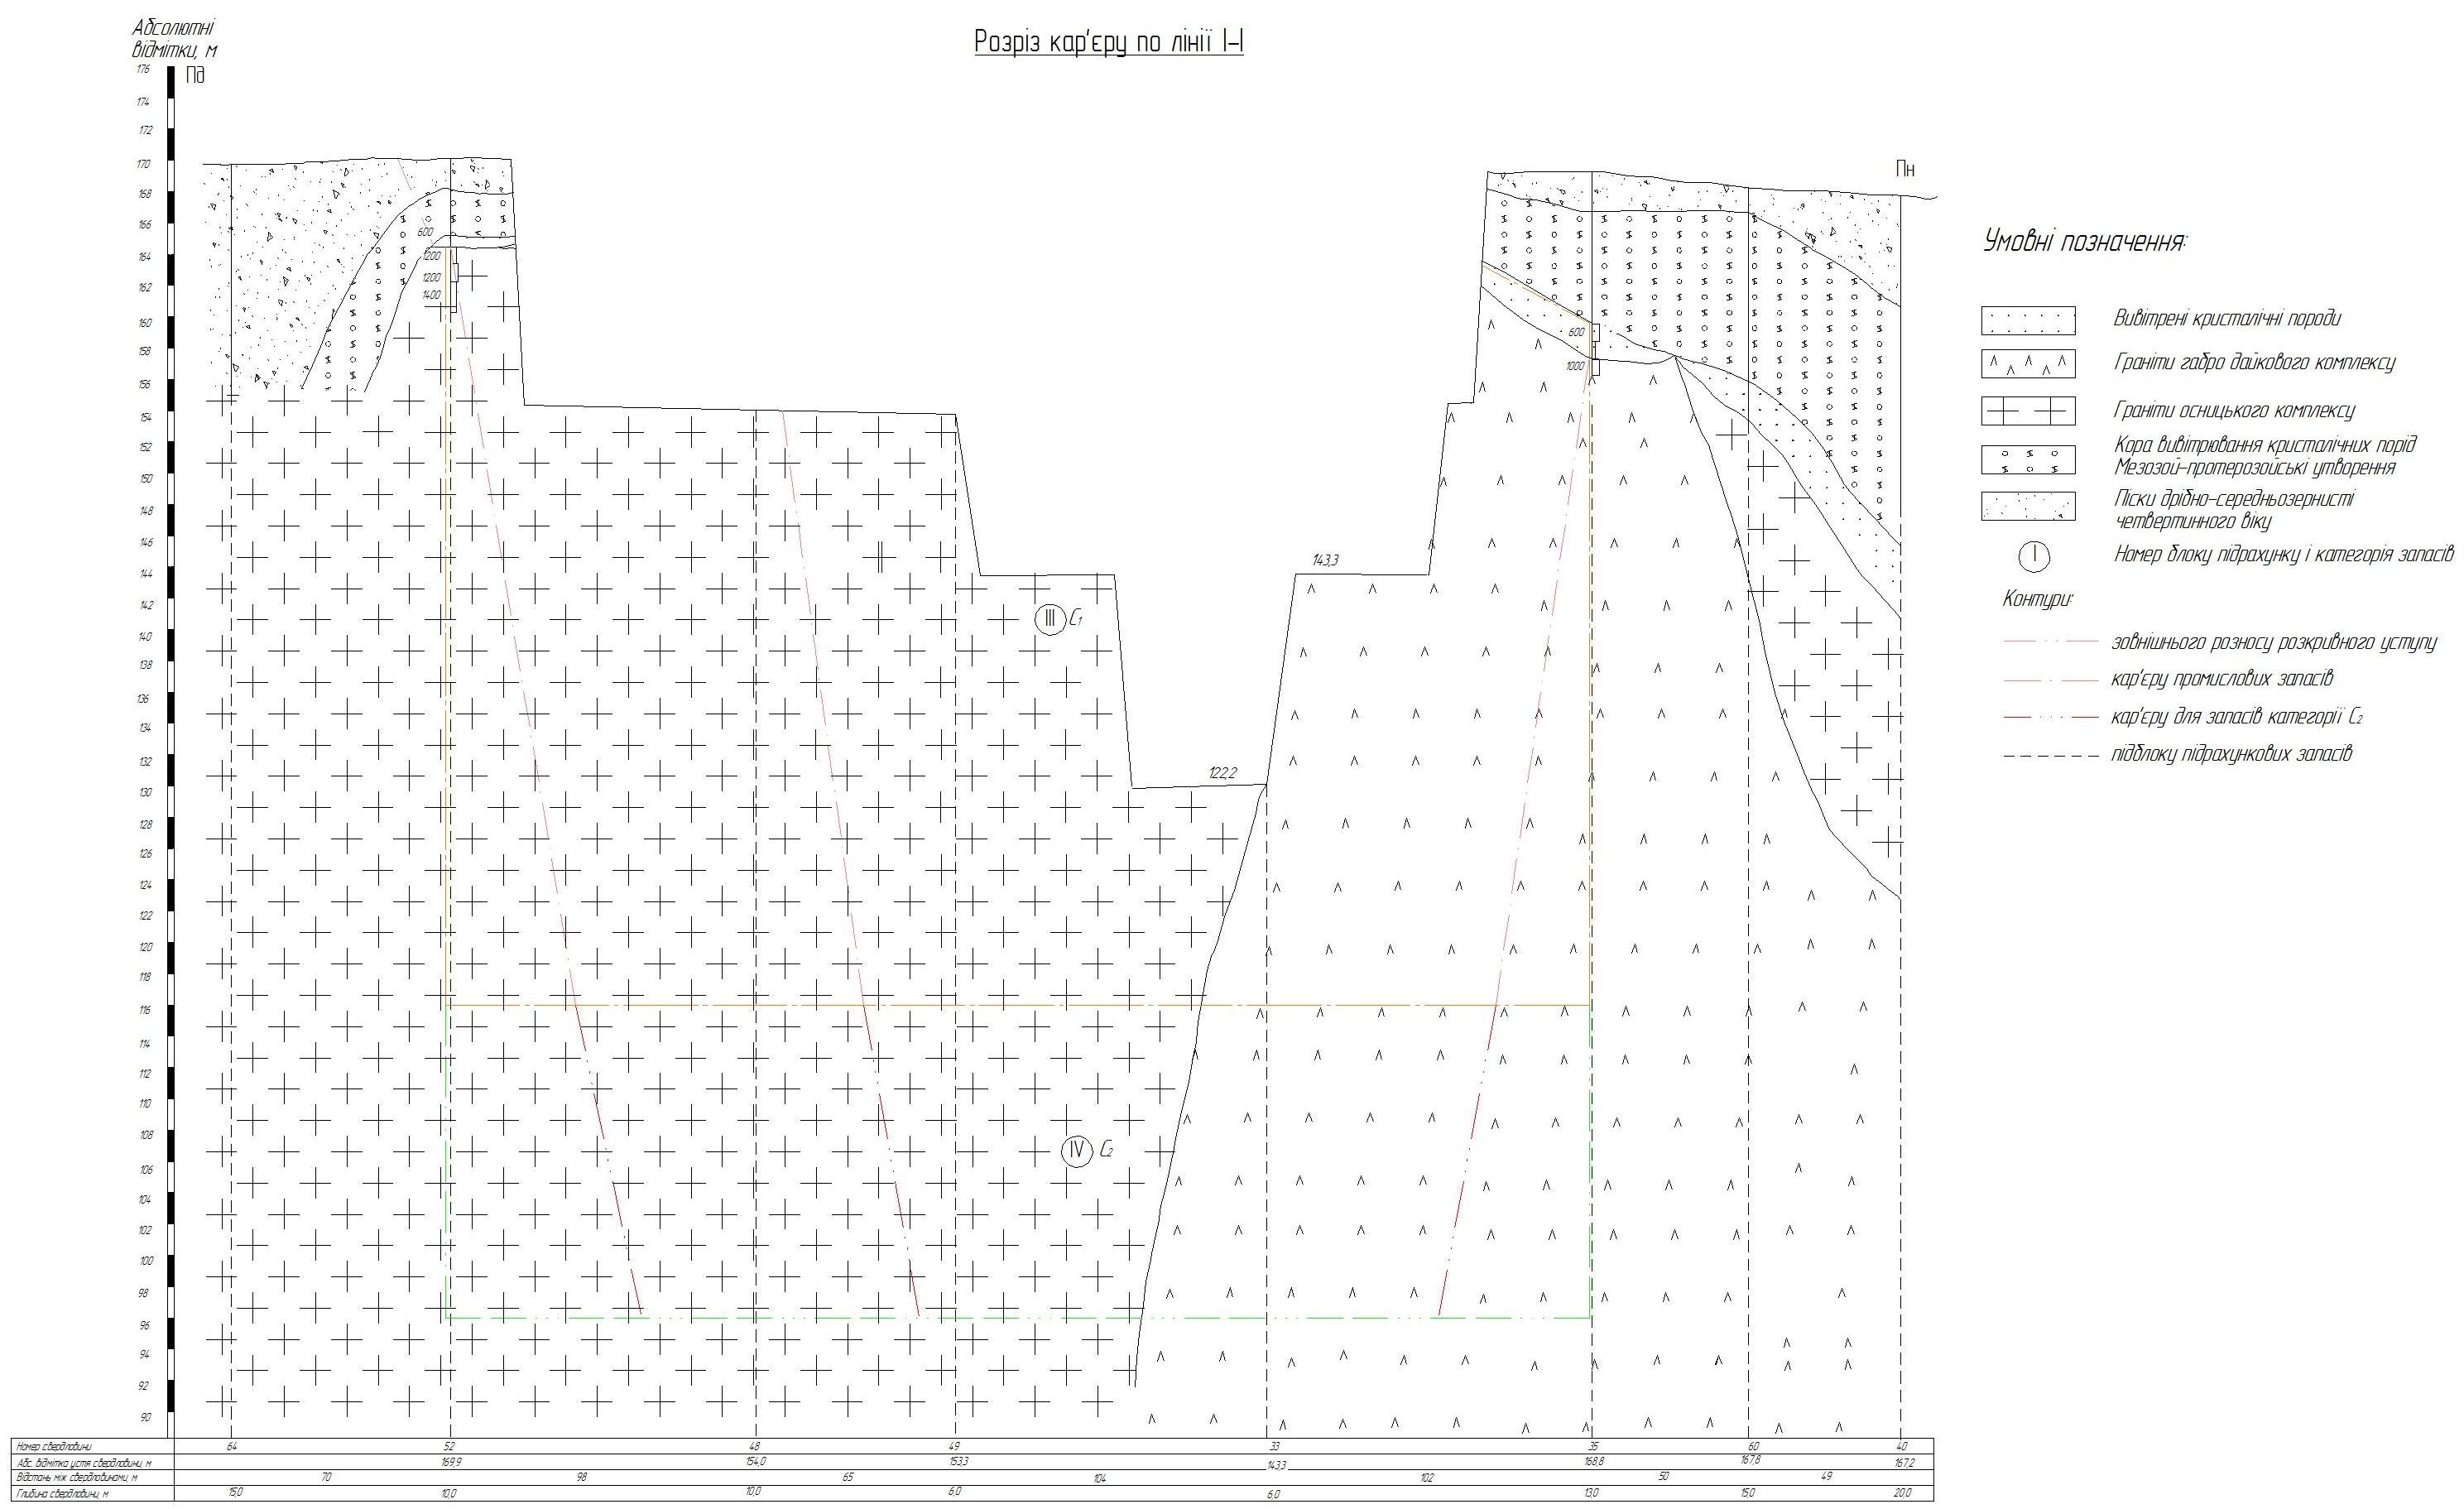 Абсолютні
відмітки, м
Розріз кар'єру по лінії I-I
Пд
Пн
176
174
172
170
168
166
164
162
160
158
156
154
152
150
148
146
144
142
140
138
136
134
132
130
128
126
124
122
120
118
116
114
112
110
108
106
104
102
100
98
96
94
92
90
600
1200
1200
1400
600
1000
143,3
122,2
III С₁
IV С₂
Умовні позначення:
Вивітрені кристалічні породи
Граніти габро дайкового комплексу
Граніти осницького комплексу
Кора вивітрювання кристалічних порід
Мезозой-протерозойські утворення
Піски дрібно-середньозернисті
четвертинного віку
I Номер блоку підрахунку і категорія запасів
Контури:
зовнішнього розносу розкривного уступу
кар'єру промислових запасів
кар'єру для запасів категорії С₂
підблоку підрахункових запасів
Номер свердловини 64 52 48 49 33 35 60 40
Абс. відмітка устя свердловини, м 169,9 154,0 153,3 143,3 168,8 167,8 167,2
Відстань між свердловинами, м 70 98 65 104 102 50 49
Глибина свердловини, м 15,0 10,0 10,0 6,0 6,0 13,0 15,0 20,0